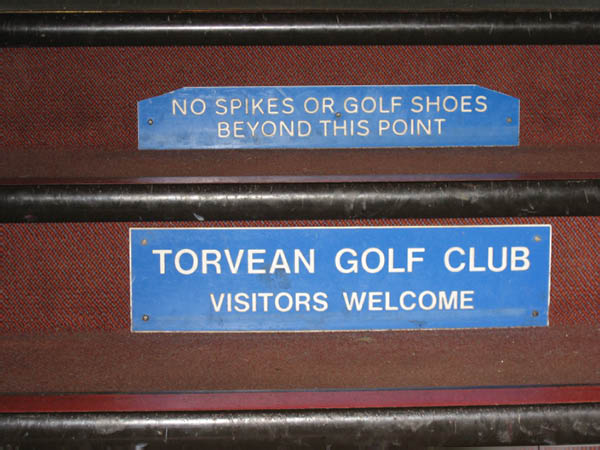 NO SPIKES OR GOLF SHOES
BEYOND THIS POINT
TORVEAN GOLF CLUB
VISITORS WELCOME